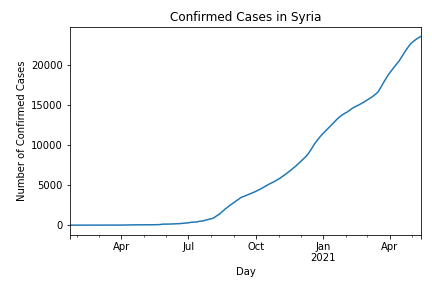 Confirmed Cases in Syria
Number of Confirmed Cases
20000
15000
10000
5000
0
Apr
Jul
Oct
Jan
2021
Apr
Day